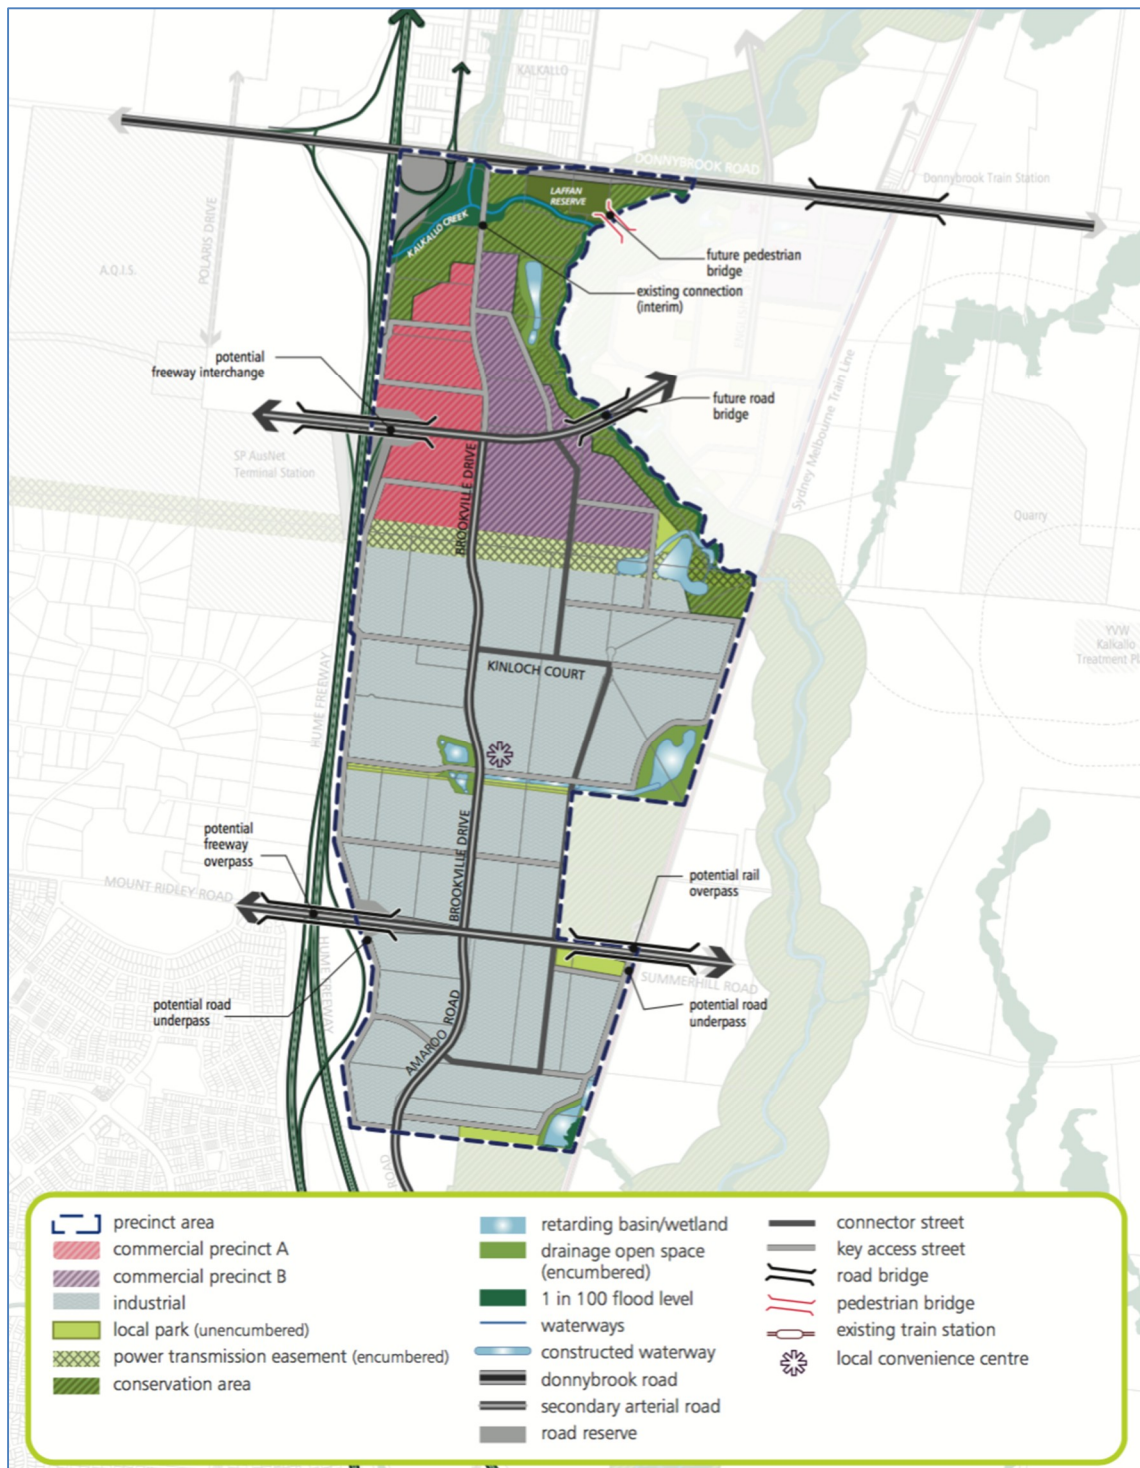 KALKALLO
DONNYBROOK ROAD
Donnybrook Train Station
LAFFAN
RESERVE
KALKALLO CREEK
POLARIS DRIVE
A.Q.I.S.
future pedestrian
bridge
existing connection
(interim)
potential
freeway interchange
future road
bridge
SP AusNet
Terminal Station
Sydney Melbourne Train Line
Quarry
BROOKVILLE DRIVE
YVW
Kalkallo
Treatment Pl
KINLOCH COURT
HUME FREEWAY
BROOKVILLE DRIVE
potential
freeway
overpass
MOUNT RIDLEY ROAD
potential rail
overpass
HUME FREEWAY
SUMMERHILL ROAD
potential road
underpass
potential road
underpass
AMAROO ROAD
ROAD
precinct area
commercial precinct A
commercial precinct B
industrial
local park (unencumbered)
power transmission easement (encumbered)
conservation area
retarding basin/wetland
drainage open space
(encumbered)
1 in 100 flood level
waterways
constructed waterway
donnybrook road
secondary arterial road
road reserve
connector street
key access street
road bridge
pedestrian bridge
existing train station
local convenience centre